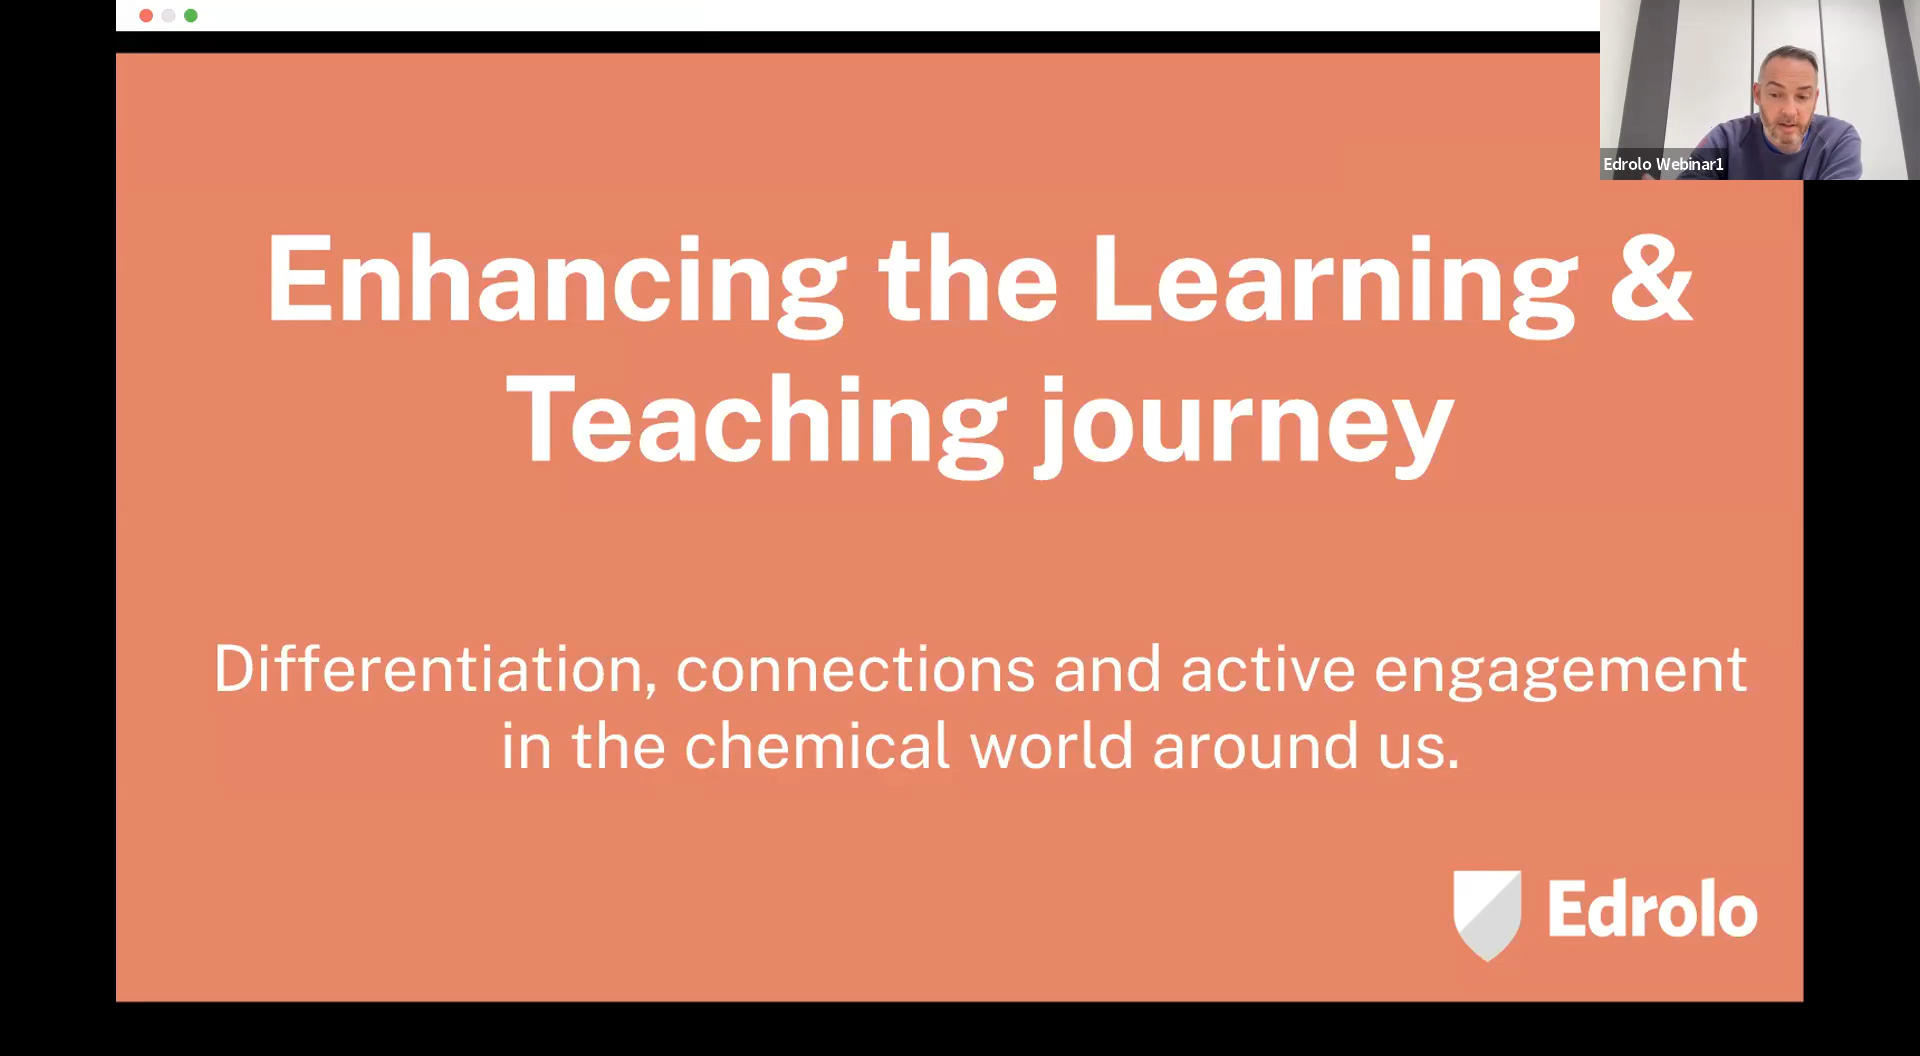 Edrolo Webinar1
Enhancing the Learning &
Teaching journey
Differentiation, connections and active engagement
in the chemical world around us.
Edrolo